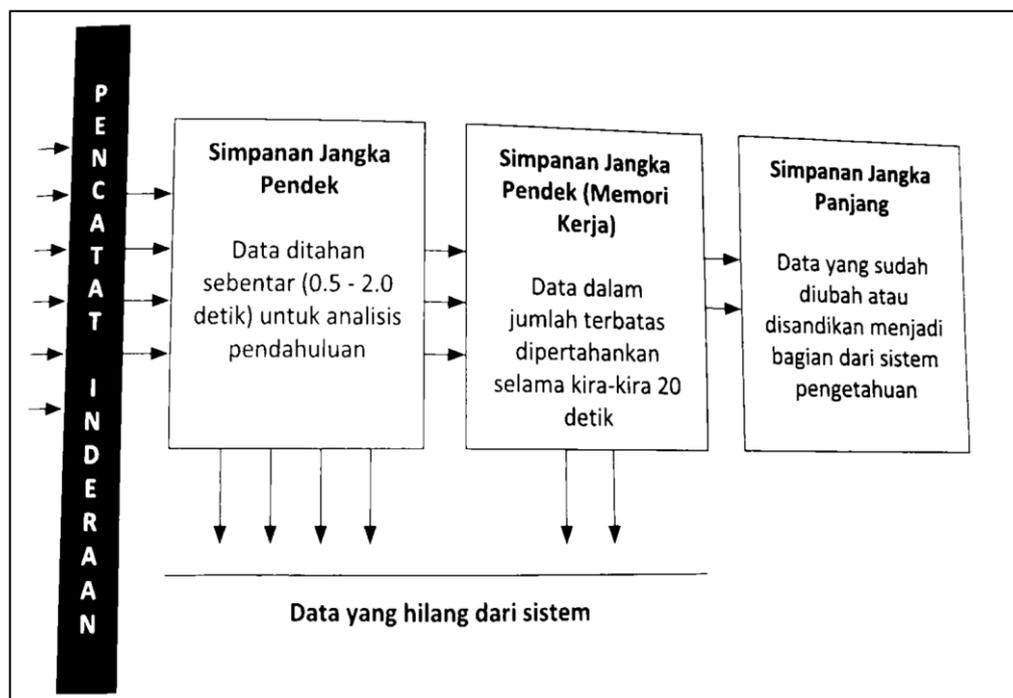 PENCATAT INDERAAN
Simpanan Jangka
Pendek
Data ditahan
sebentar (0.5 - 2.0
detik) untuk analisis
pendahuluan
Simpanan Jangka
Pendek (Memori
Kerja)
Data dalam
jumlah terbatas
dipertahankan
selama kira-kira 20
detik
Simpanan Jangka
Panjang
Data yang sudah
diubah atau
disandikan menjadi
bagian dari sistem
pengetahuan
Data yang hilang dari sistem